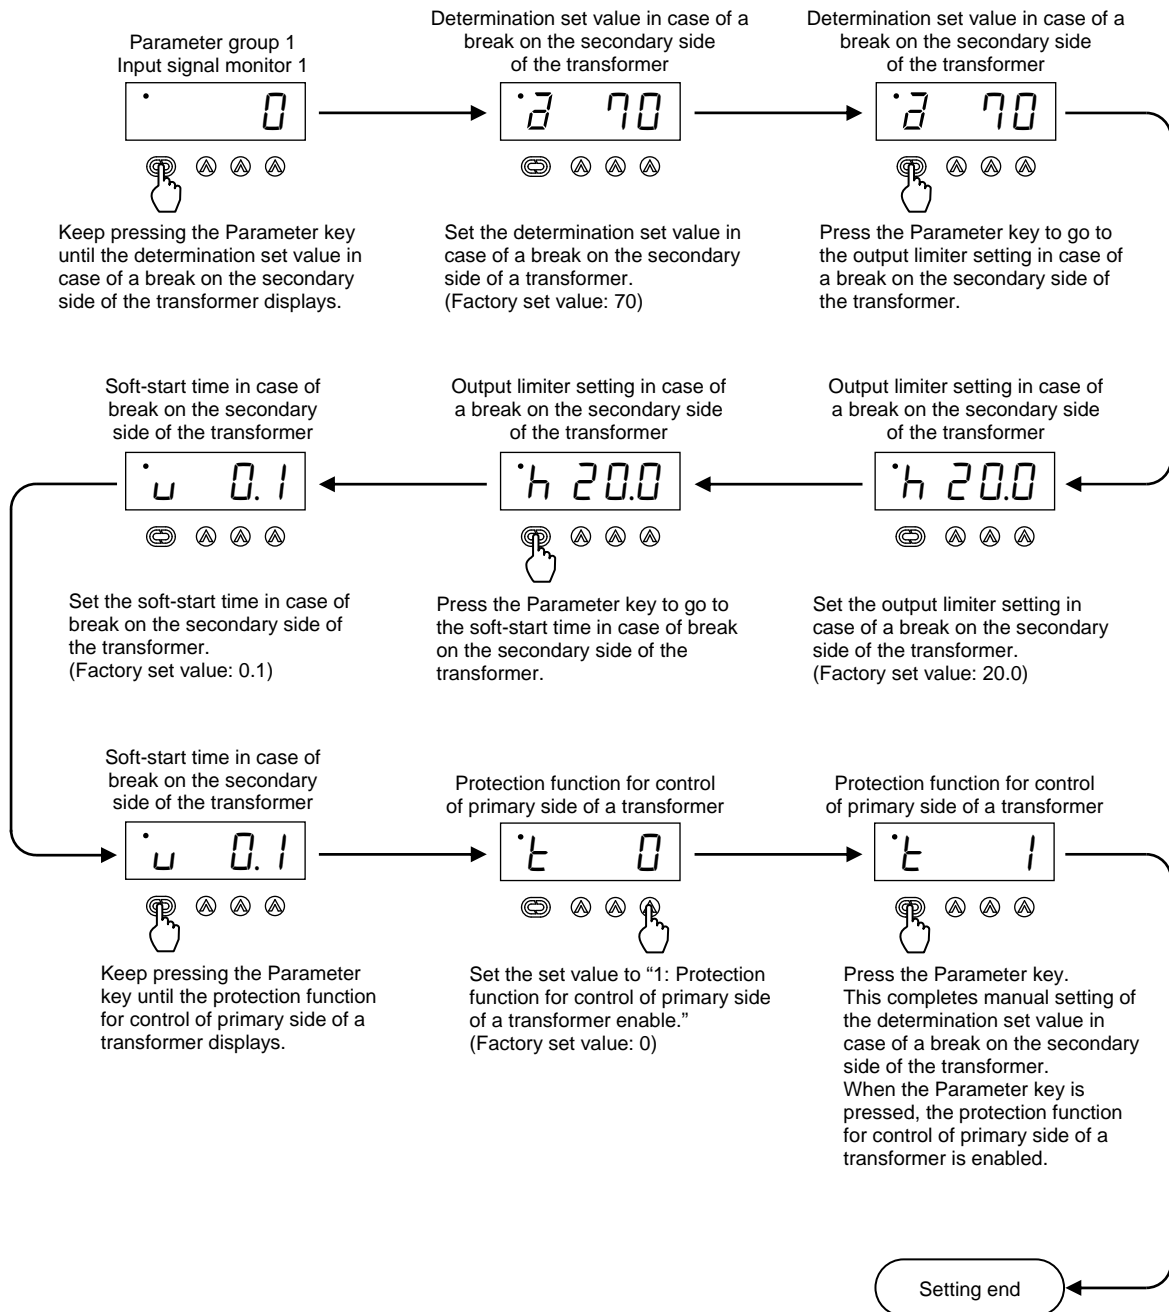 Parameter group 1
Input signal monitor 1
0
Keep pressing the Parameter key
until the determination set value in
case of a break on the secondary
side of the transformer displays.
Determination set value in case of a
break on the secondary side
of the transformer
70
Set the determination set value in
case of a break on the secondary
side of a transformer.
(Factory set value: 70)
Determination set value in case of a
break on the secondary side
of the transformer
70
Press the Parameter key to go to
the output limiter setting in case of
a break on the secondary side of
the transformer.
Output limiter setting in case of
a break on the secondary side
of the transformer
h 20.0
Set the output limiter setting in
case of a break on the secondary
side of the transformer.
(Factory set value: 20.0)
Output limiter setting in case of
a break on the secondary side
of the transformer
h 20.0
Press the Parameter key to go to
the soft-start time in case of break
on the secondary side of the
transformer.
Soft-start time in case of
break on the secondary
side of the transformer
u 0.1
Set the soft-start time in case of
break on the secondary side of
the transformer.
(Factory set value: 0.1)
Soft-start time in case of
break on the secondary
side of the transformer
u 0.1
Keep pressing the Parameter
key until the protection function
for control of primary side of a
transformer displays.
Protection function for control
of primary side of a transformer
t 0
Set the set value to “1: Protection
function for control of primary side
of a transformer enable.”
(Factory set value: 0)
Protection function for control
of primary side of a transformer
t 1
Press the Parameter key.
This completes manual setting of
the determination set value in
case of a break on the secondary
side of the transformer.
When the Parameter key is
pressed, the protection function
for control of primary side of a
transformer is enabled.
Setting end